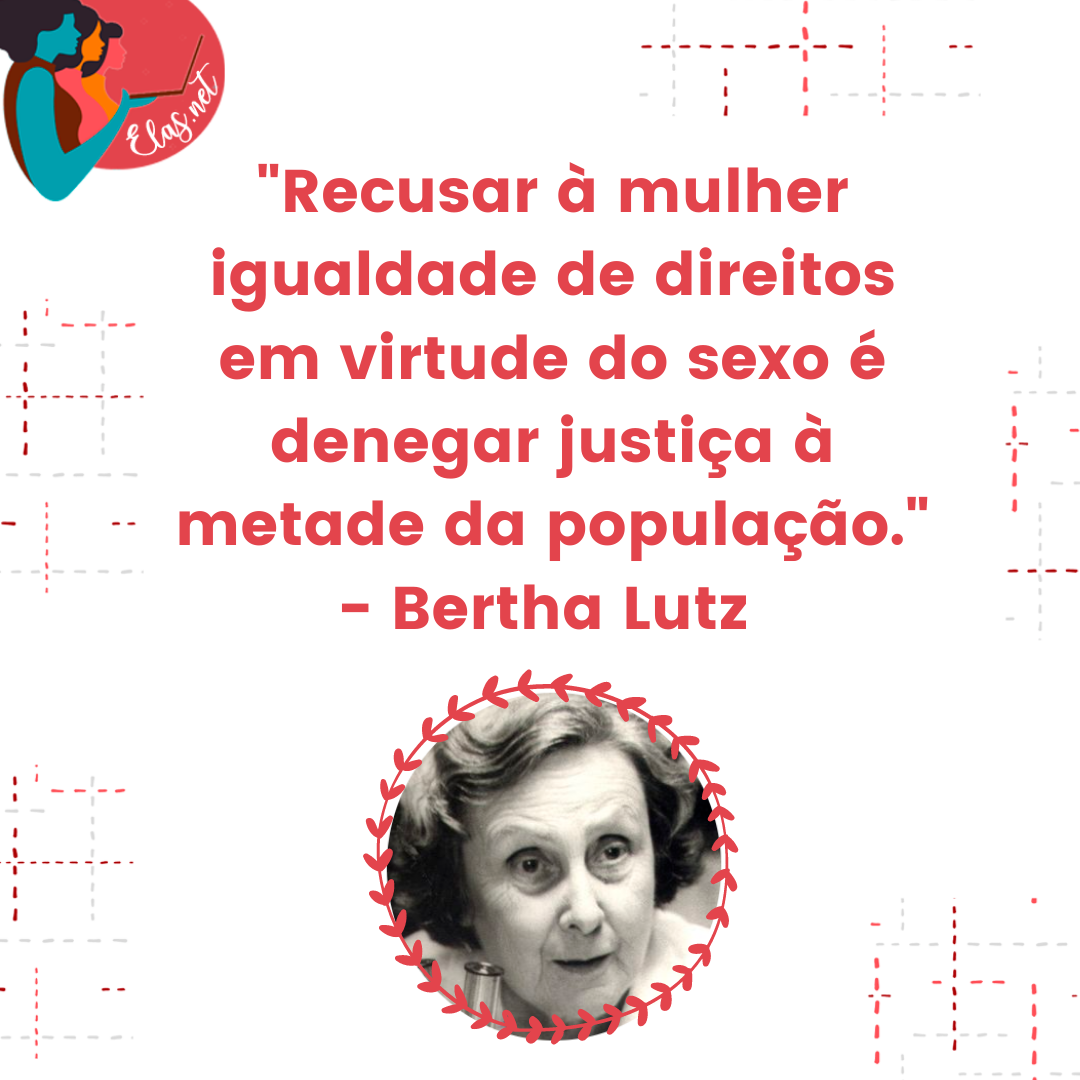 Elas.net
"Recusar à mulher
igualdade de direitos
em virtude do sexo é
denegar justiça à
metade da população."
- Bertha Lutz